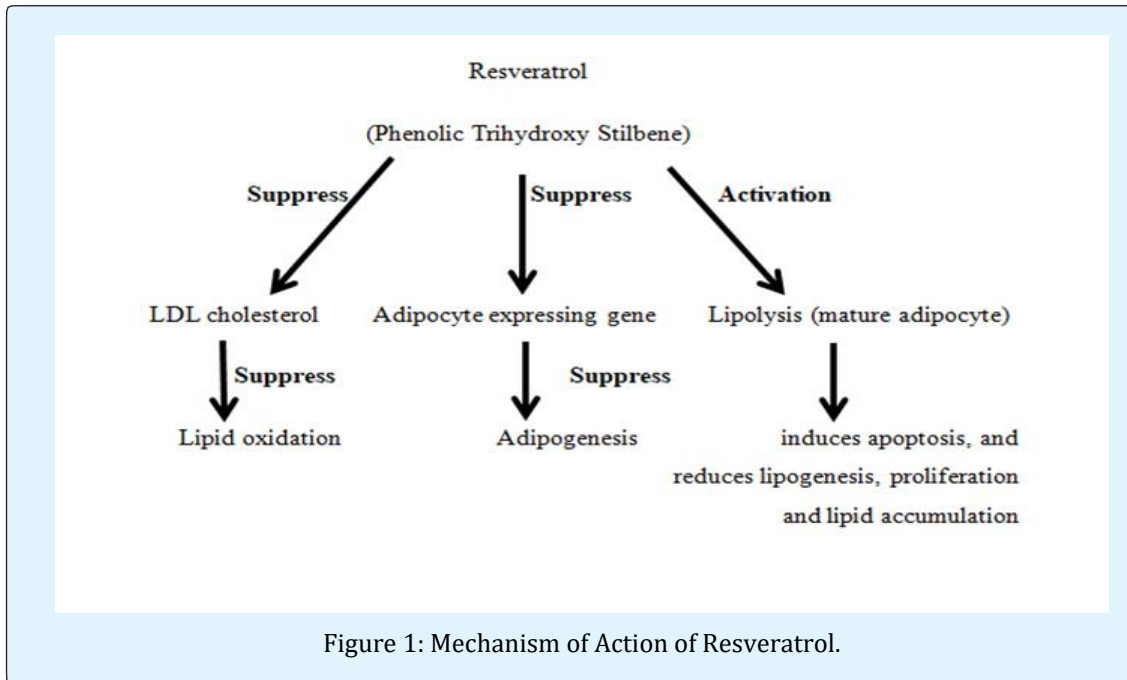 Resveratrol
(Phenolic Trihydroxy Stilbene)
Suppress Suppress Activation
LDL cholesterol Adipocyte expressing gene Lipolysis (mature adipocyte)
Suppress Suppress
Lipid oxidation Adipogenesis induces apoptosis, and
reduces lipogenesis, proliferation
and lipid accumulation
Figure 1: Mechanism of Action of Resveratrol.